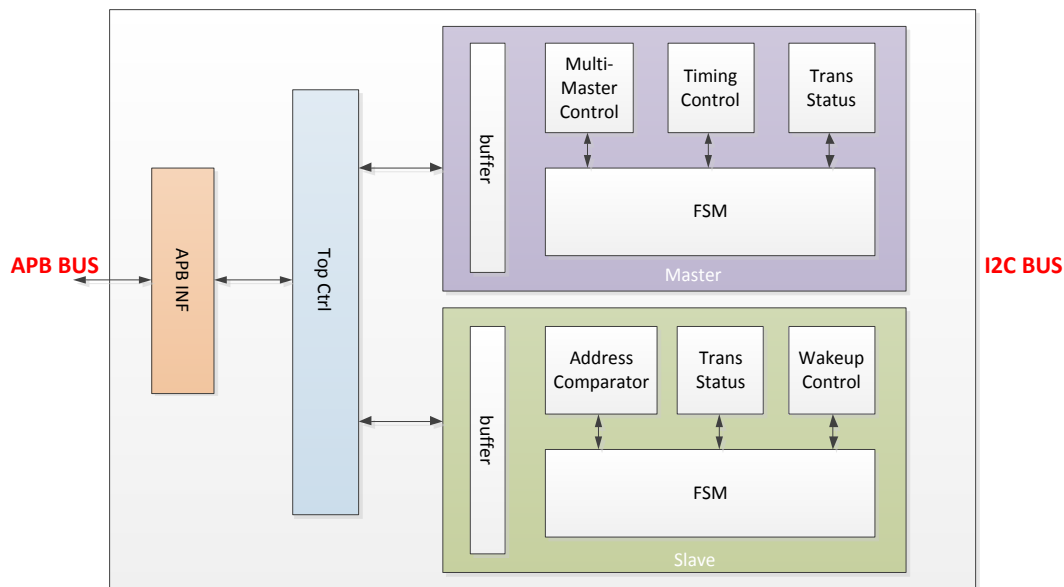 APB BUS
APB INF
Top Ctrl
buffer
Multi-
Master
Control
Timing
Control
Trans
Status
FSM
Master
buffer
Address
Comparator
Trans
Status
Wakeup
Control
FSM
Slave
I2C BUS